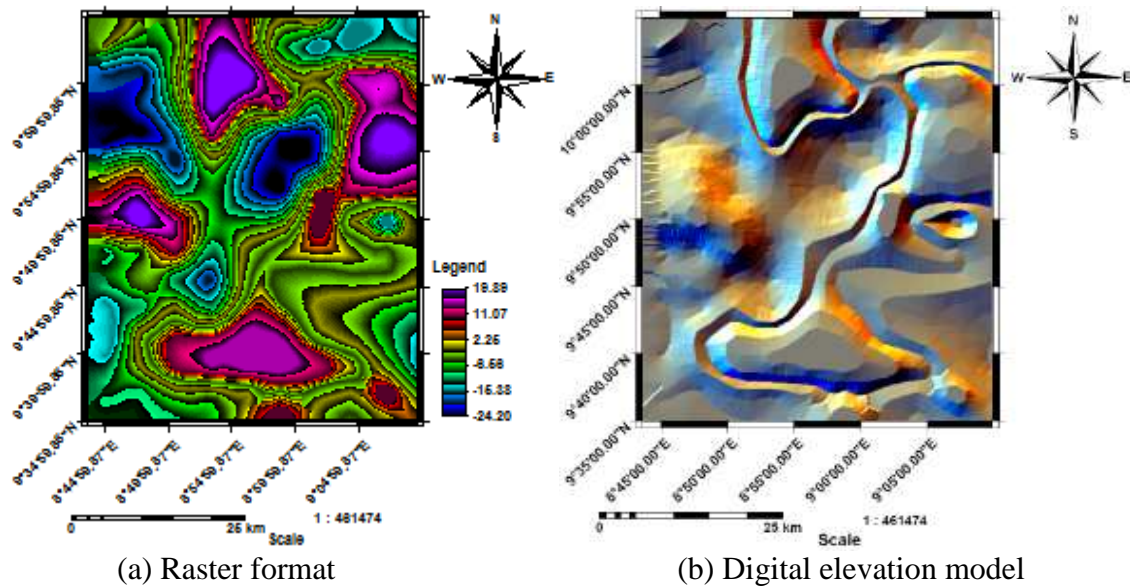 N
W
E
S
9°59'59.86"N
9°54'59.86"N
9°49'59.86"N
9°44'59.86"N
9°39'59.86"N
9°34'59.86"N
8°44'59.87"E
8°49'59.87"E
8°54'59.87"E
8°59'59.87"E
9°04'59.87"E
Legend
19.89
11.07
2.25
-6.56
-15.38
-24.20
0 25 km
Scale
1 : 461474
(a) Raster format
N
W
E
S
10°00'00.00"N
9°55'00.00"N
9°50'00.00"N
9°45'00.00"N
9°40'00.00"N
9°35'00.00"N
8°45'00.00"E
8°50'00.00"E
8°55'00.00"E
9°00'00.00"E
9°05'00.00"E
0 25 km
Scale
1 : 461474
(b) Digital elevation model